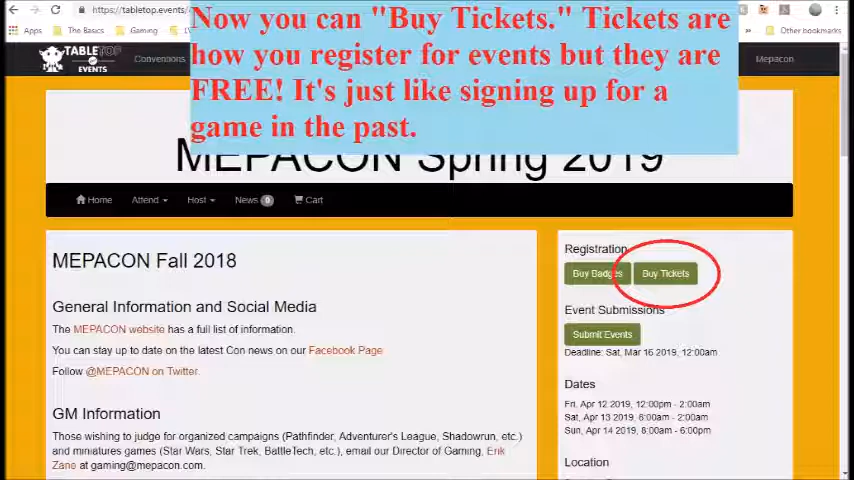 https://tabletop.events/
Apps
The Basics
Gaming
Other bookmarks
Now you can "Buy Tickets." Tickets are
how you register for events but they are
FREE! It's just like signing up for a
game in the past.
TABLETOP
EVENTS
Conventions
Mepacon
MEPACON Spring 2019
Home
Attend
Host
News 0
Cart
MEPACON Fall 2018
General Information and Social Media
The MEPACON website has a full list of information.
You can stay up to date on the latest Con news on our Facebook Page
Follow @MEPACON on Twitter.
GM Information
Those wishing to judge for organized campaigns (Pathfinder, Adventurer's League, Shadowrun, etc.)
and miniatures games (Star Wars, Star Trek, BattleTech, etc.), email our Director of Gaming, Erik
Zane at gaming@mepacon.com.
Registration
Buy Badges
Buy Tickets
Event Submissions
Submit Events
Deadline: Sat, Mar 16 2019, 12:00am
Dates
Fri, Apr 12 2019, 12:00pm - 2:00am
Sat, Apr 13 2019, 8:00am - 2:00am
Sun, Apr 14 2019, 8:00am - 6:00pm
Location